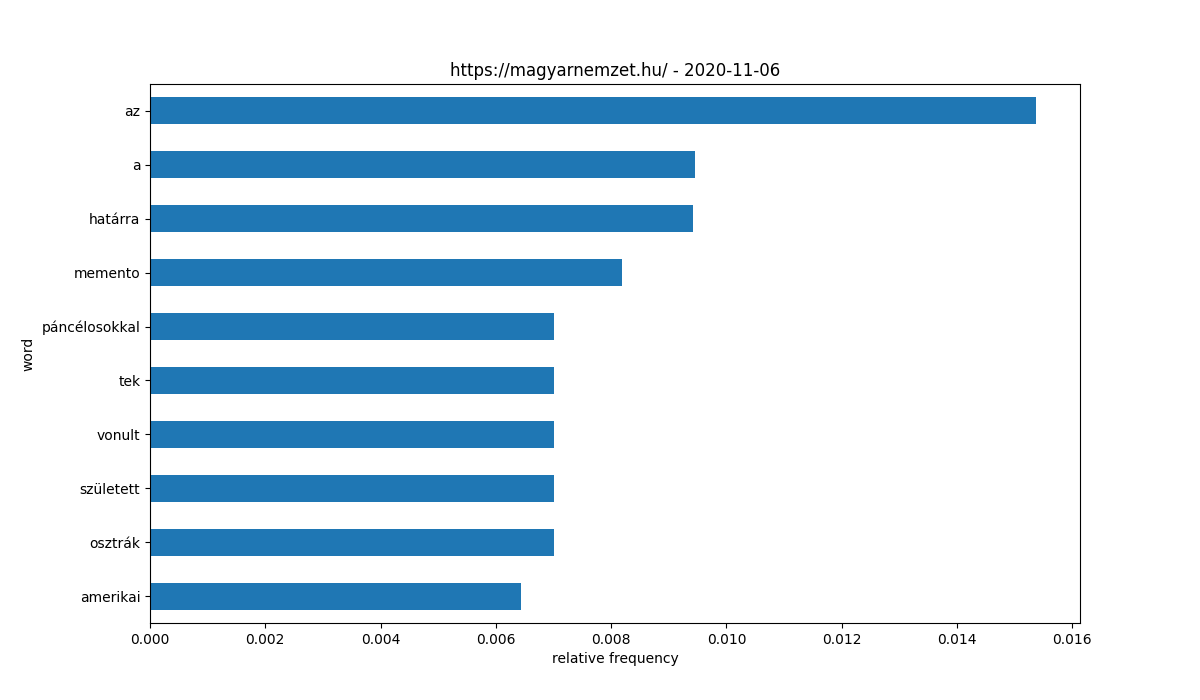 https://magyarnemzet.hu/ - 2020-11-06
word
az
a
határra
memento
páncélosokkal
tek
vonult
született
osztrák
amerikai
0.000 0.002 0.004 0.006 0.008 0.010 0.012 0.014 0.016
relative frequency